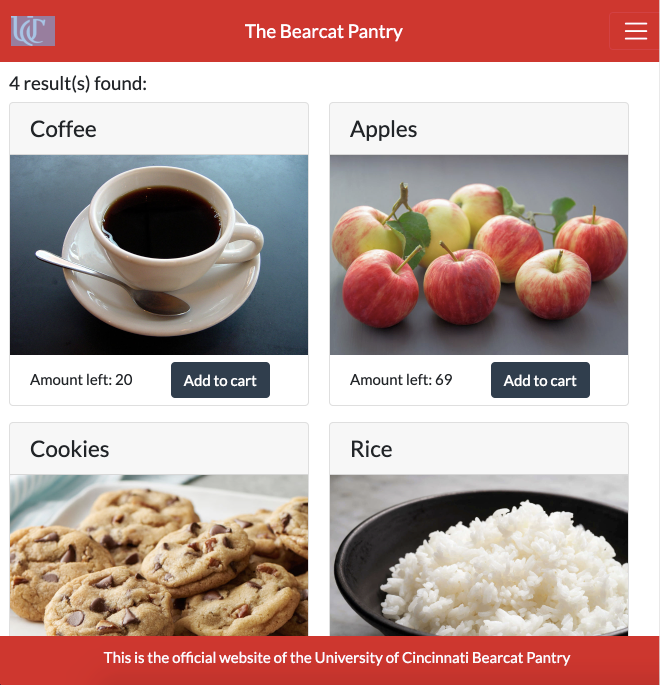 UC
The Bearcat Pantry
4 result(s) found:
Coffee
Apples
Amount left: 20
Add to cart
Amount left: 69
Add to cart
Cookies
Rice
This is the official website of the University of Cincinnati Bearcat Pantry